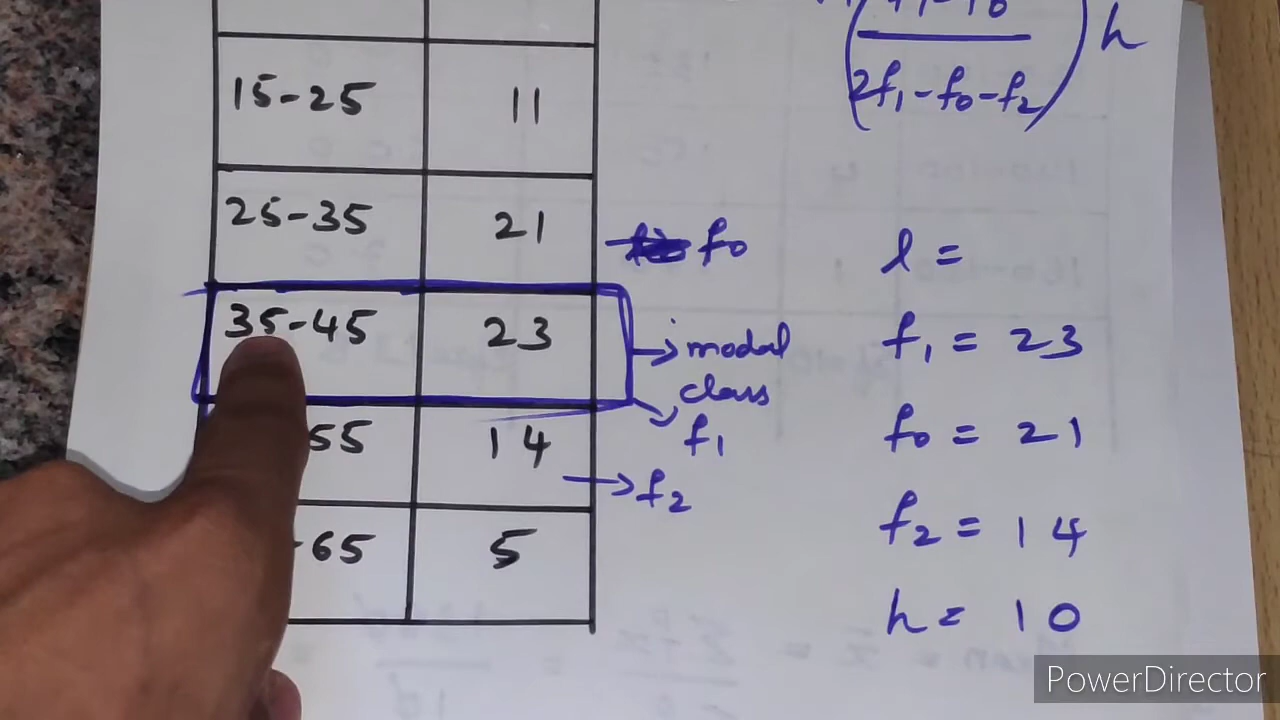 15-25 11
25-35 21 f0
35-45 23 modal class
f1
55 14 f2
-65 5
h
2f1-f0-f2
l =
f1 = 23
f0 = 21
f2 = 14
h = 10
PowerDirector